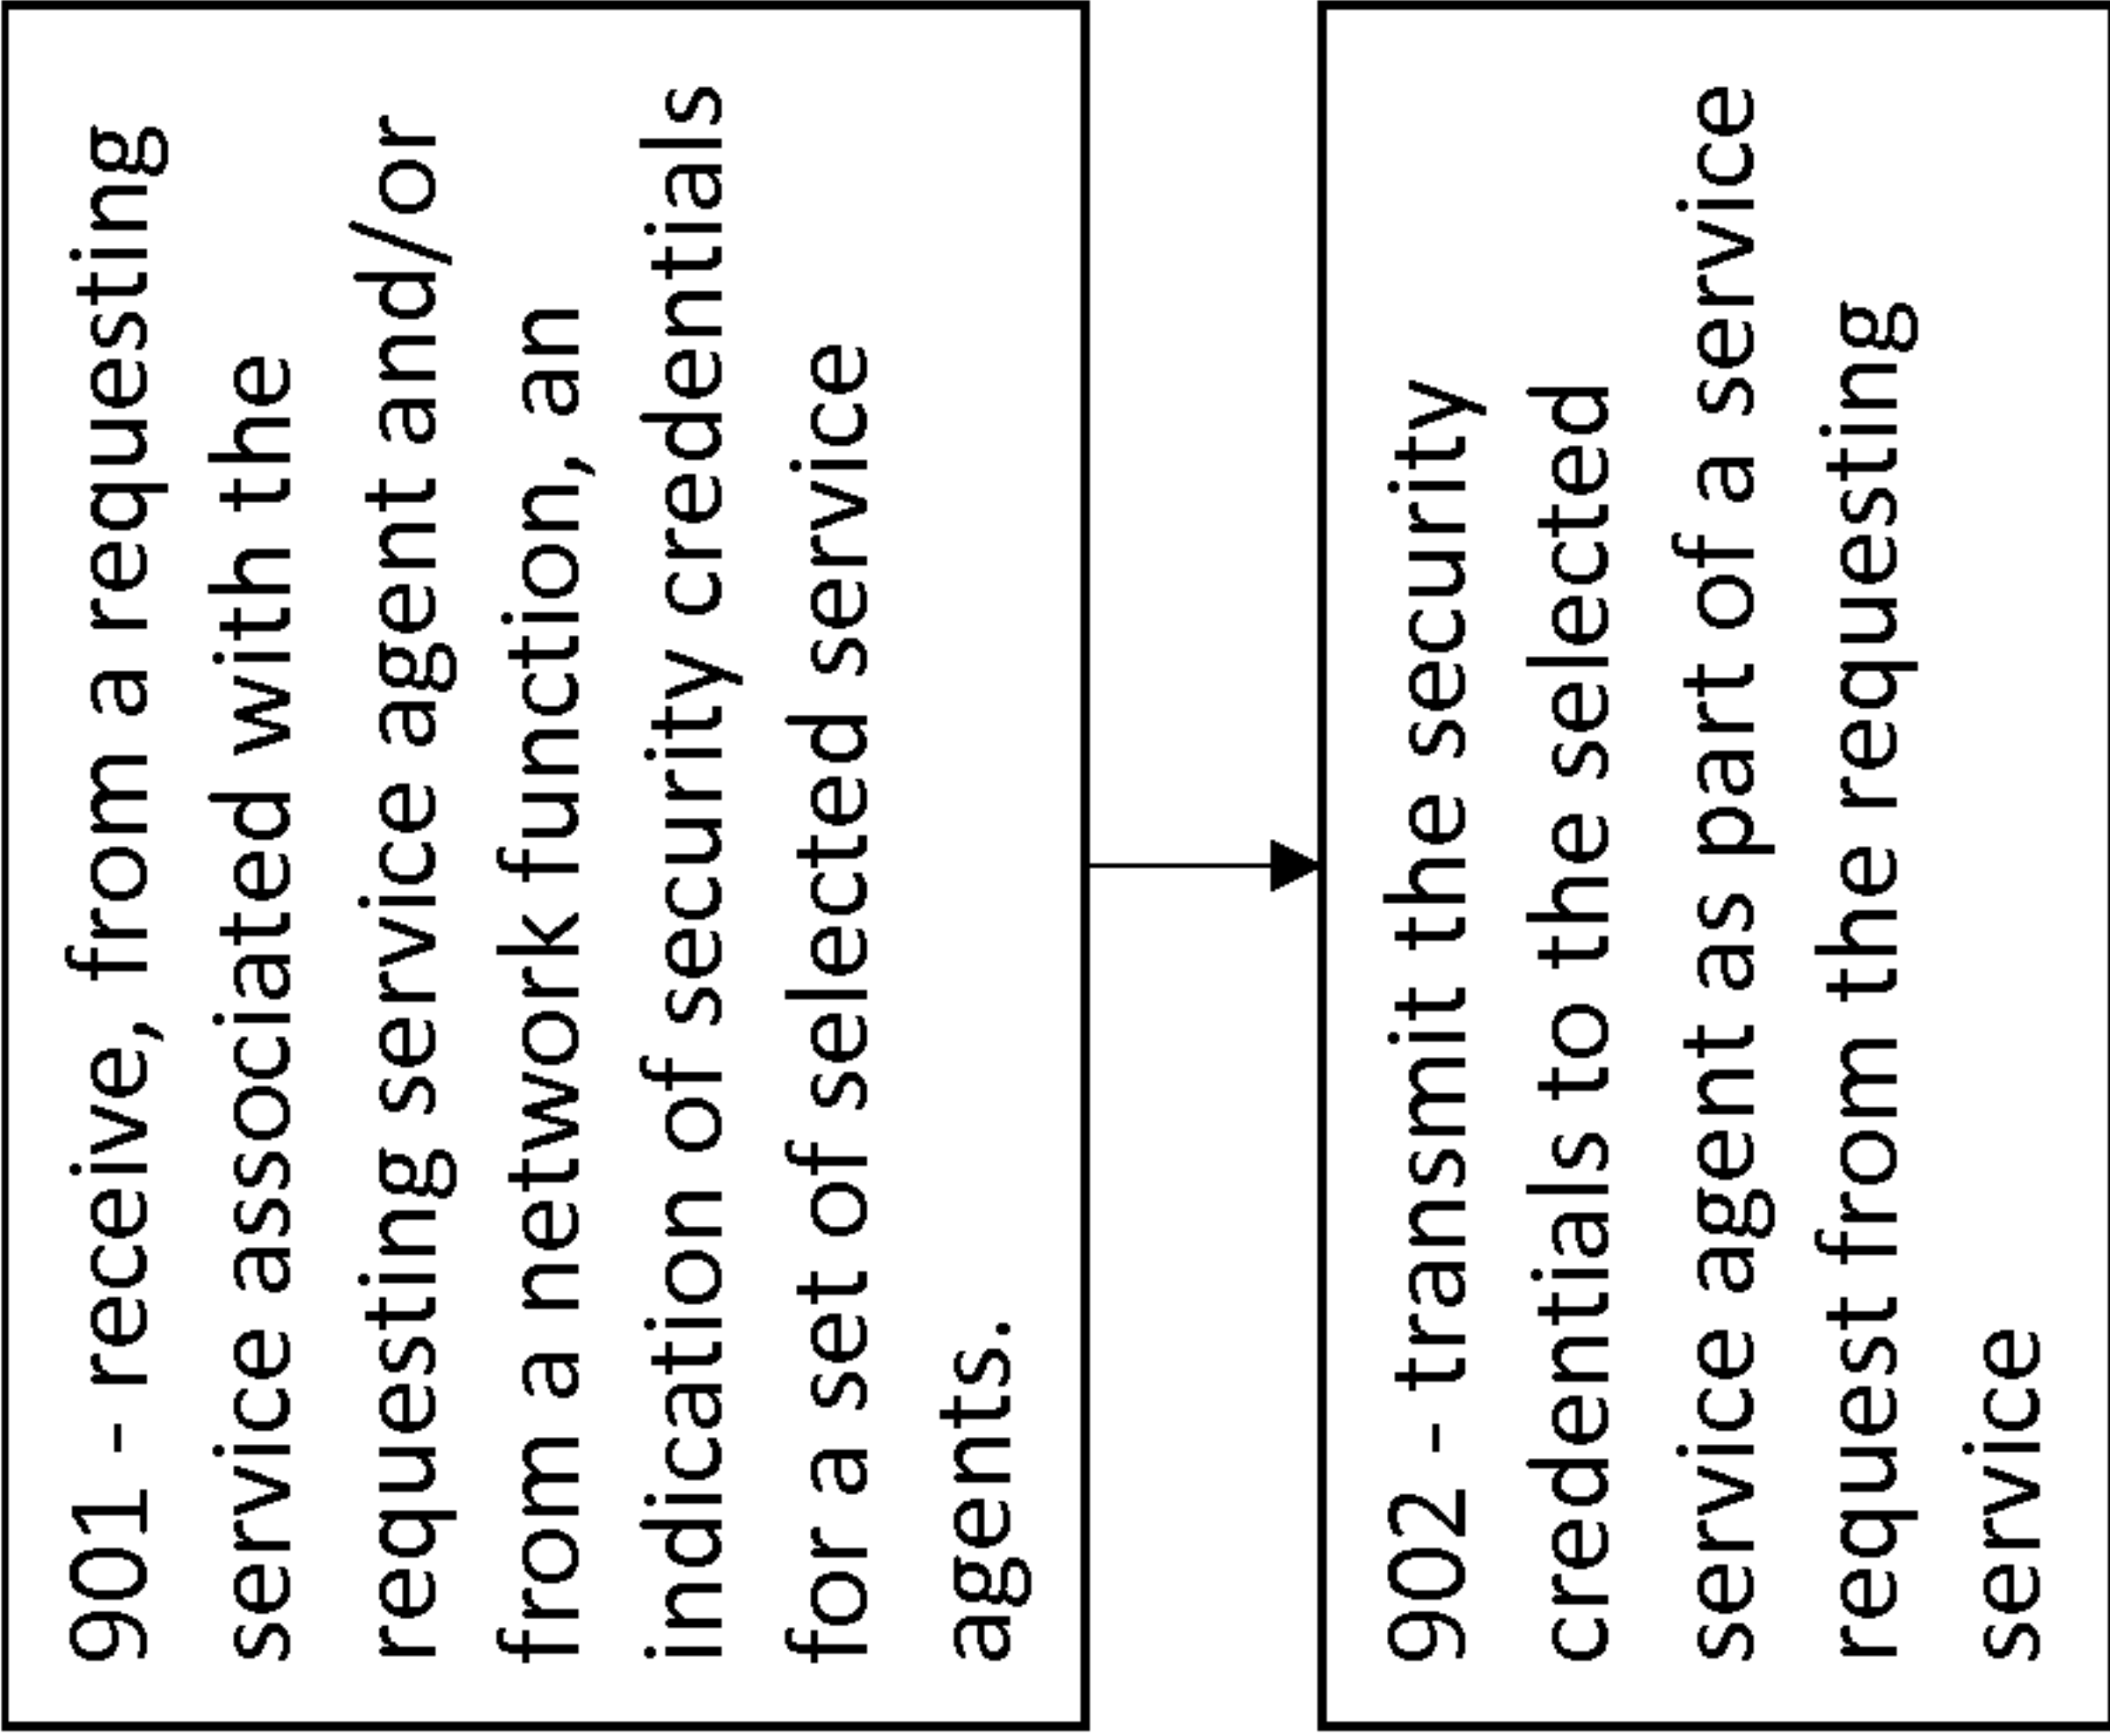 901 - receive, from a requesting
service associated with the
requesting service agent and/or
from a network function, an
indication of security credentials
for a set of selected service
agents.
902 - transmit the security
credentials to the selected
service agent as part of a service
request from the requesting
service